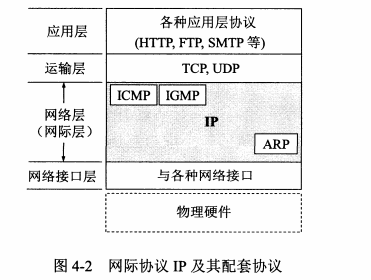 应用层
各种应用层协议
(HTTP, FTP, SMTP 等)
运输层
TCP, UDP
ICMP
IGMP
网络层
（网际层）
IP
ARP
网络接口层
与各种网络接口
物理硬件
图 4-2 网际协议 IP 及其配套协议